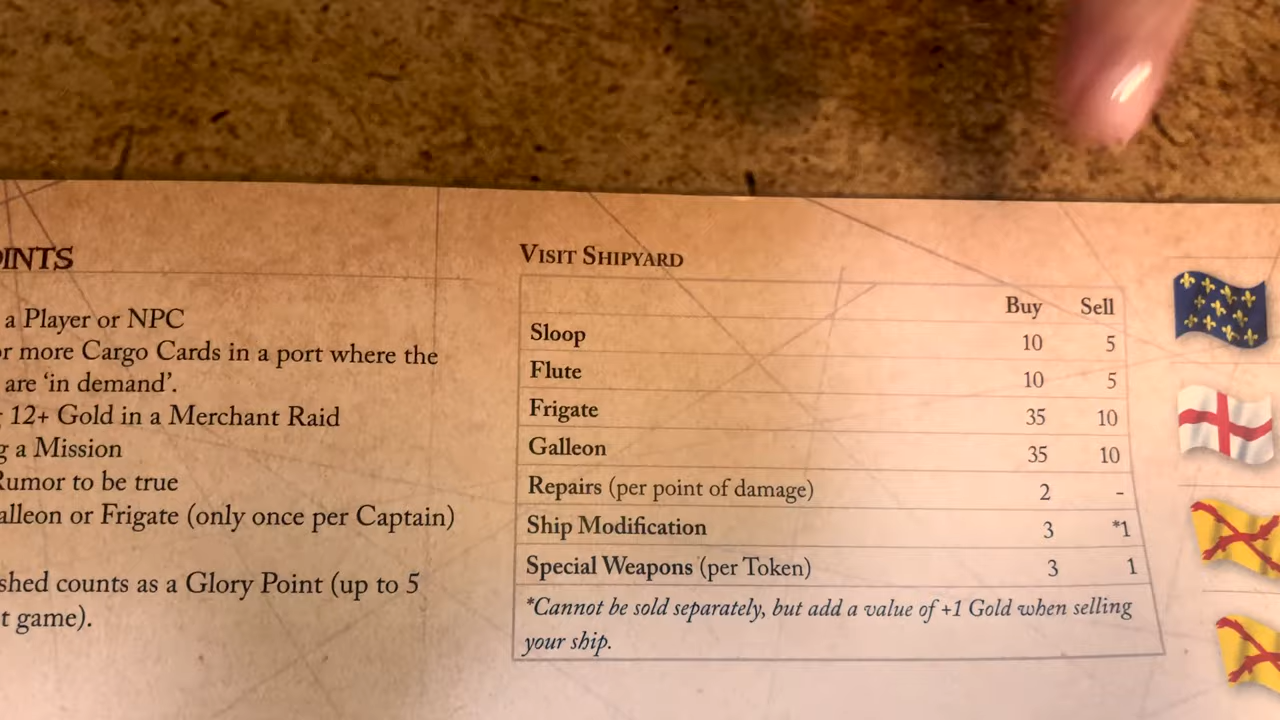 INTS
a Player or NPC
r more Cargo Cards in a port where the
are ‘in demand’.
12+ Gold in a Merchant Raid
g a Mission
Rumor to be true
alleon or Frigate (only once per Captain)
shed counts as a Glory Point (up to 5
t game).
VISIT SHIPYARD
Buy Sell
Sloop 10 5
Flute 10 5
Frigate 35 10
Galleon 35 10
Repairs (per point of damage) 2 -
Ship Modification 3 *1
Special Weapons (per Token) 3 1
*Cannot be sold separately, but add a value of +1 Gold when selling
your ship.